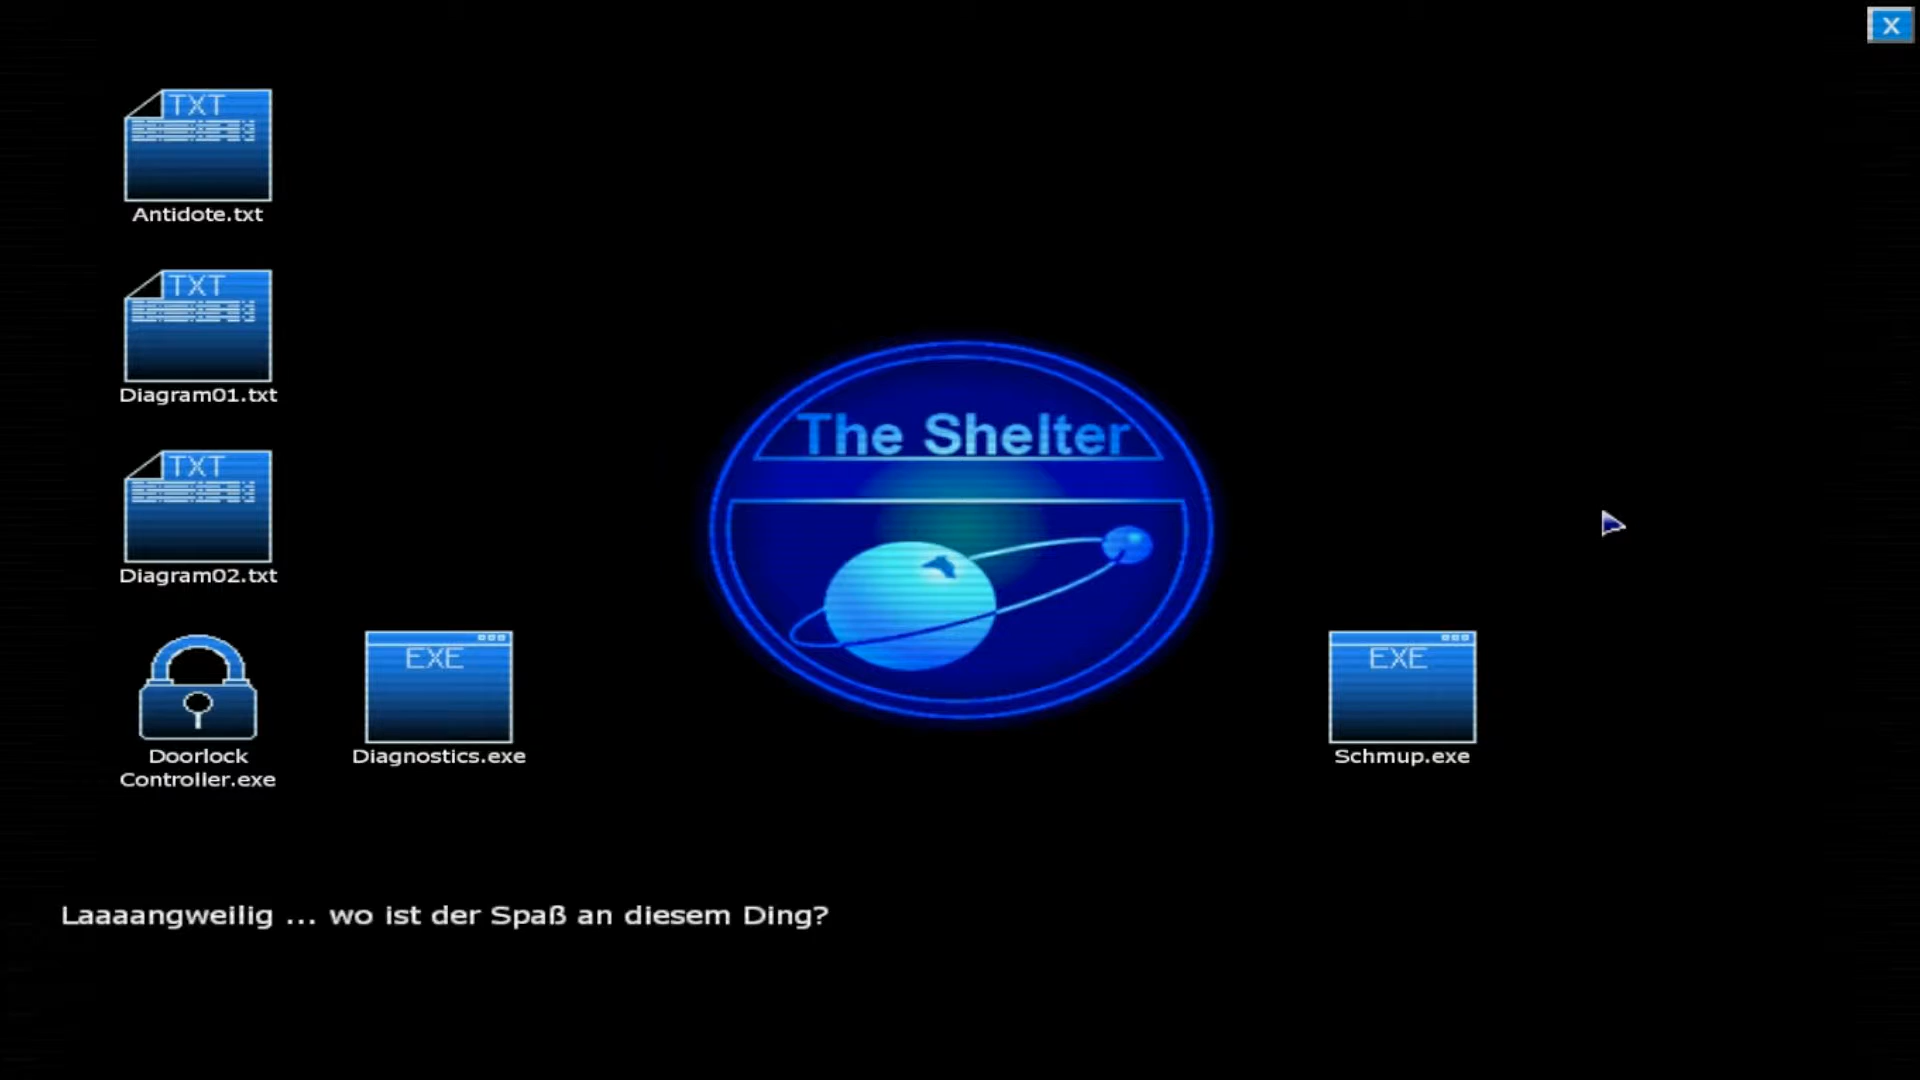 X
TXT
Antidote.txt
TXT
Diagram01.txt
TXT
Diagram02.txt
The Shelter
Doorlock
Controller.exe
EXE
Diagnostics.exe
EXE
Schmup.exe
Laaaangweilig ... wo ist der Spaß an diesem Ding?